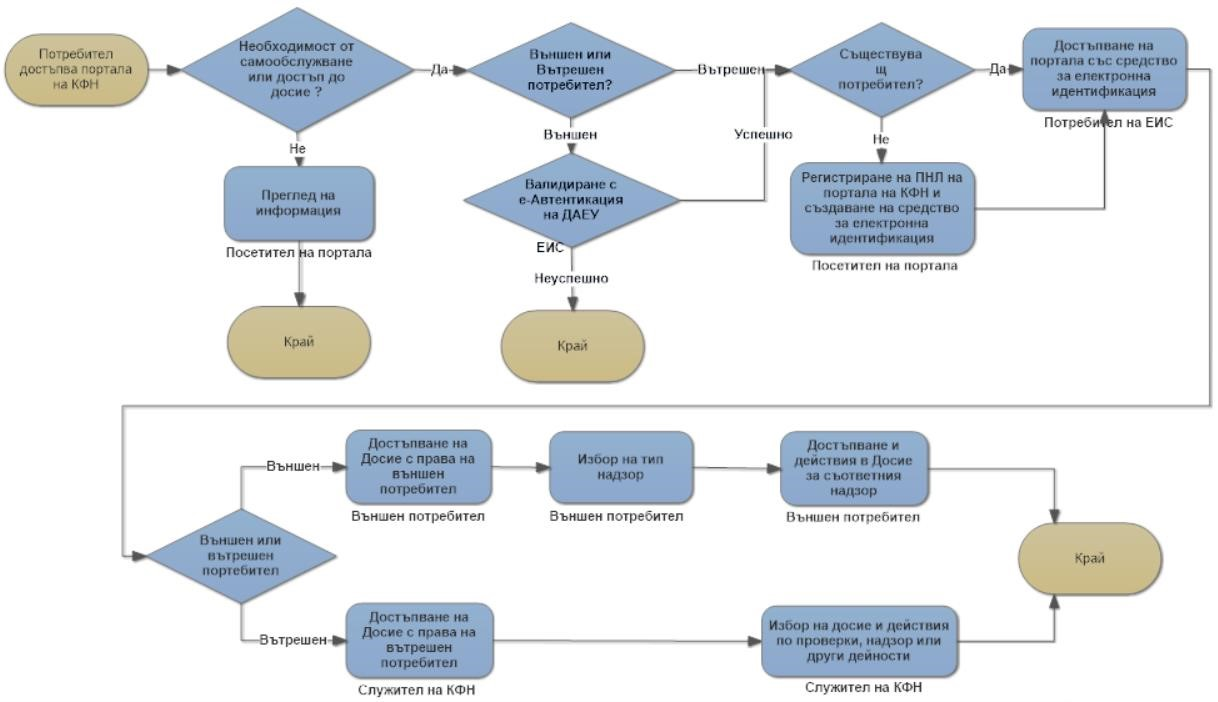 Потребител
достъпва портала
на КФН
Необходимост от
самообслужване
или достъп до
досие ?
Да
Външен или
Вътрешен
потребител?
Вътрешен
Съществува
щ
потребител?
Да
Достъпване на
портала със средство
за електронна
идентификация
Потребител на ЕИС
Не
Преглед на
информация
Посетител на портала
Край
Външен
Успешно
Валидиране с
е-Автентикация
на ДАЕУ
ЕИС
Неуспешно
Край
Не
Регистриране на ПНЛ на
портала на КФН и
създаване на средство
за електронна
идентификация
Посетител на портала
Външен или
вътрешен
портебител
Външен
Достъпване на
Досие с права на
външен
потребител
Външен потребител
Избор на тип
надзор
Външен потребител
Достъпване и
действия в Досие
за съответния
надзор
Външен потребител
Край
Вътрешен
Достъпване на
Досие с права на
вътрешен
потребител
Служител на КФН
Избор на досие и действия
по проверки, надзор или
други дейности
Служител на КФН